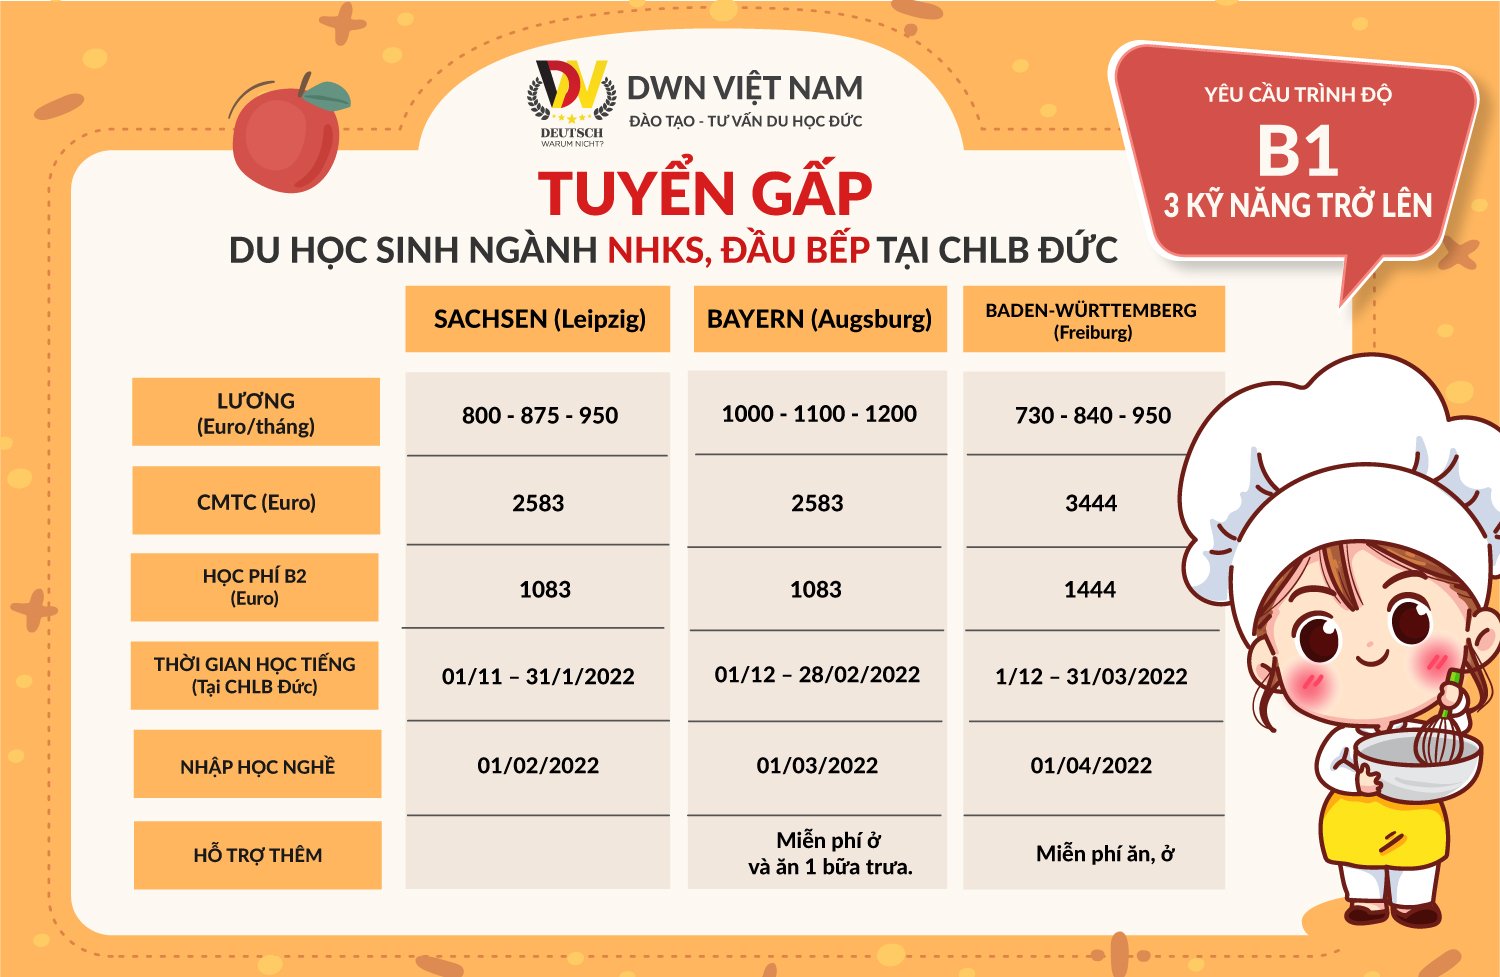 DEUTSCH
WARUM NICHT?
DWN VIỆT NAM
ĐÀO TẠO - TƯ VẤN DU HỌC ĐỨC
YÊU CẦU TRÌNH ĐỘ
B1
3 KỸ NĂNG TRỞ LÊN
TUYỂN GẤP
DU HỌC SINH NGÀNH NHKS, ĐẦU BẾP TẠI CHLB ĐỨC
SACHSEN (Leipzig)
BAYERN (Augsburg)
BADEN-WÜRTTEMBERG
(Freiburg)
LƯƠNG
(Euro/tháng)
800 - 875 - 950
1000 - 1100 - 1200
730 - 840 - 950
CMTC (Euro)
2583
2583
3444
HỌC PHÍ B2
(Euro)
1083
1083
1444
THỜI GIAN HỌC TIẾNG
(Tại CHLB Đức)
01/11 – 31/1/2022
01/12 – 28/02/2022
1/12 – 31/03/2022
NHẬP HỌC NGHỀ
01/02/2022
01/03/2022
01/04/2022
HỖ TRỢ THÊM
Miễn phí ở
và ăn 1 bữa trưa.
Miễn phí ăn, ở